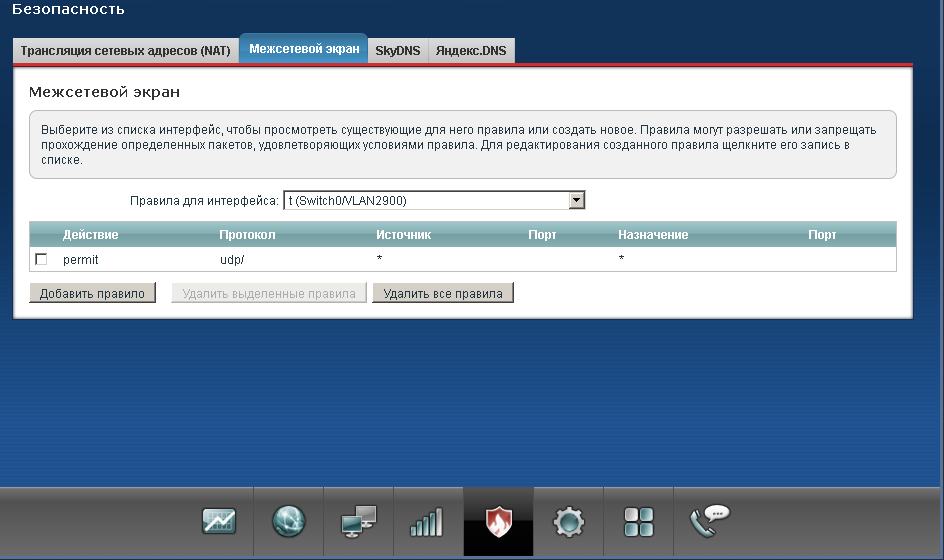 Безопасность
Трансляция сетевых адресов (NAT) Межсетевой экран SkyDNS Яндекс.DNS
Межсетевой экран
Выберите из списка интерфейс, чтобы просмотреть существующие для него правила или создать новое. Правила могут разрешать или запрещать
прохождение определенных пакетов, удовлетворяющих условиями правила. Для редактирования созданного правила щелкните его запись в
списке.
Правила для интерфейса: t (Switch0/VLAN2900)
Действие Протокол Источник Порт Назначение Порт
permit udp/ * *
Добавить правило Удалить выделенные правила Удалить все правила